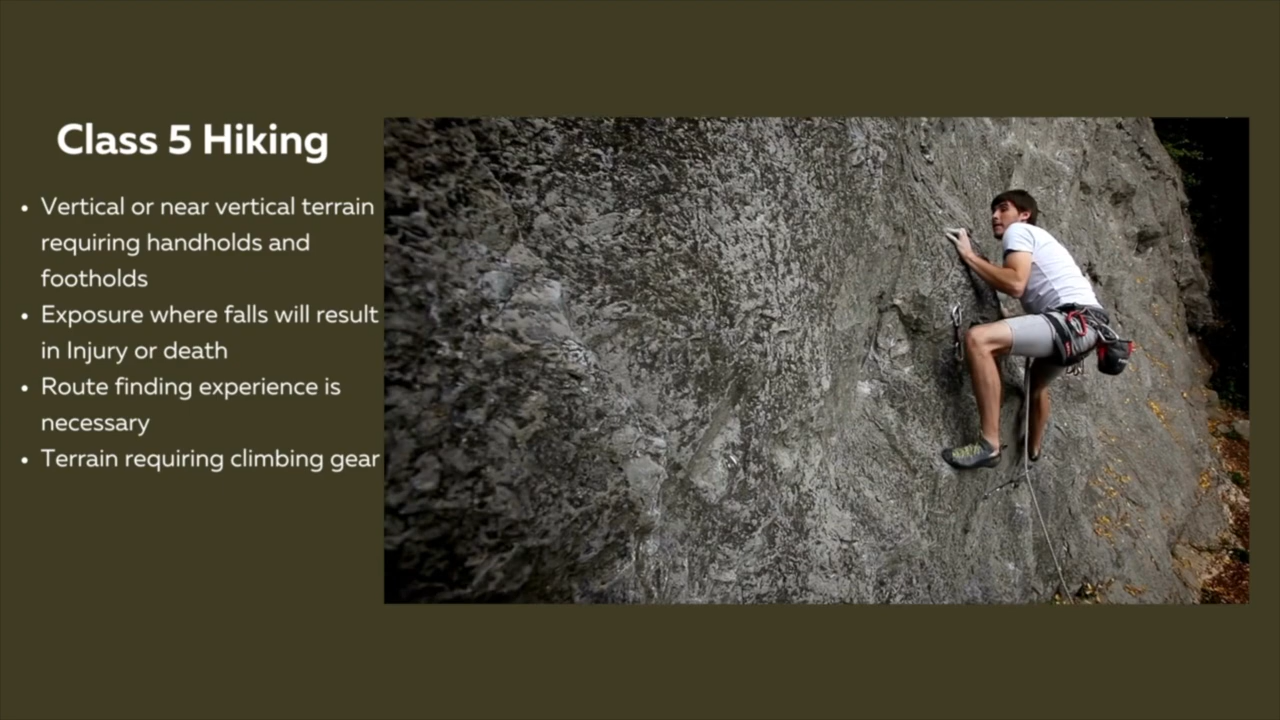 Class 5 Hiking
• Vertical or near vertical terrain
requiring handholds and
footholds
• Exposure where falls will result
in Injury or death
• Route finding experience is
necessary
• Terrain requiring climbing gear